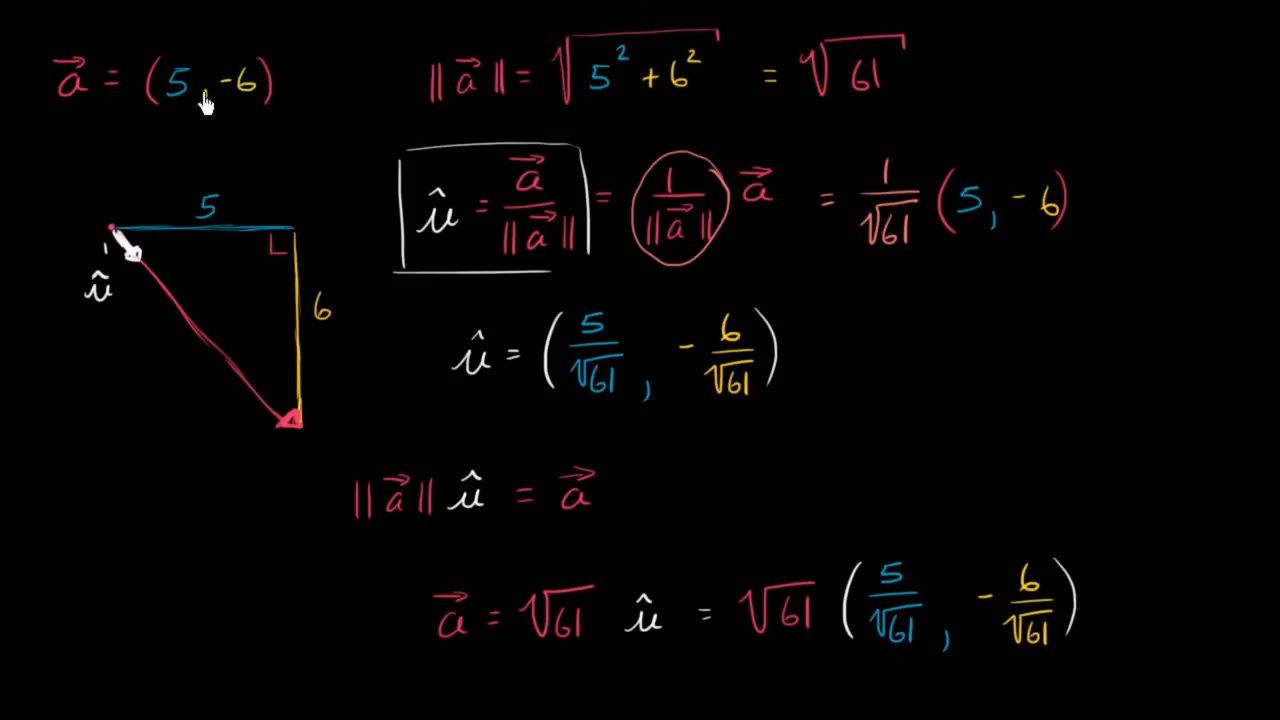 a⃗ = (5, -6)
||a⃗|| = √(5² + 6²) = √61
û = a⃗/||a⃗|| = 1/||a⃗|| a⃗ = 1/√61 (5, -6)
5
6
1
û
û = (5/√61, -6/√61)
||a⃗|| û = a⃗
a⃗ = √61 û = √61 (5/√61, -6/√61)